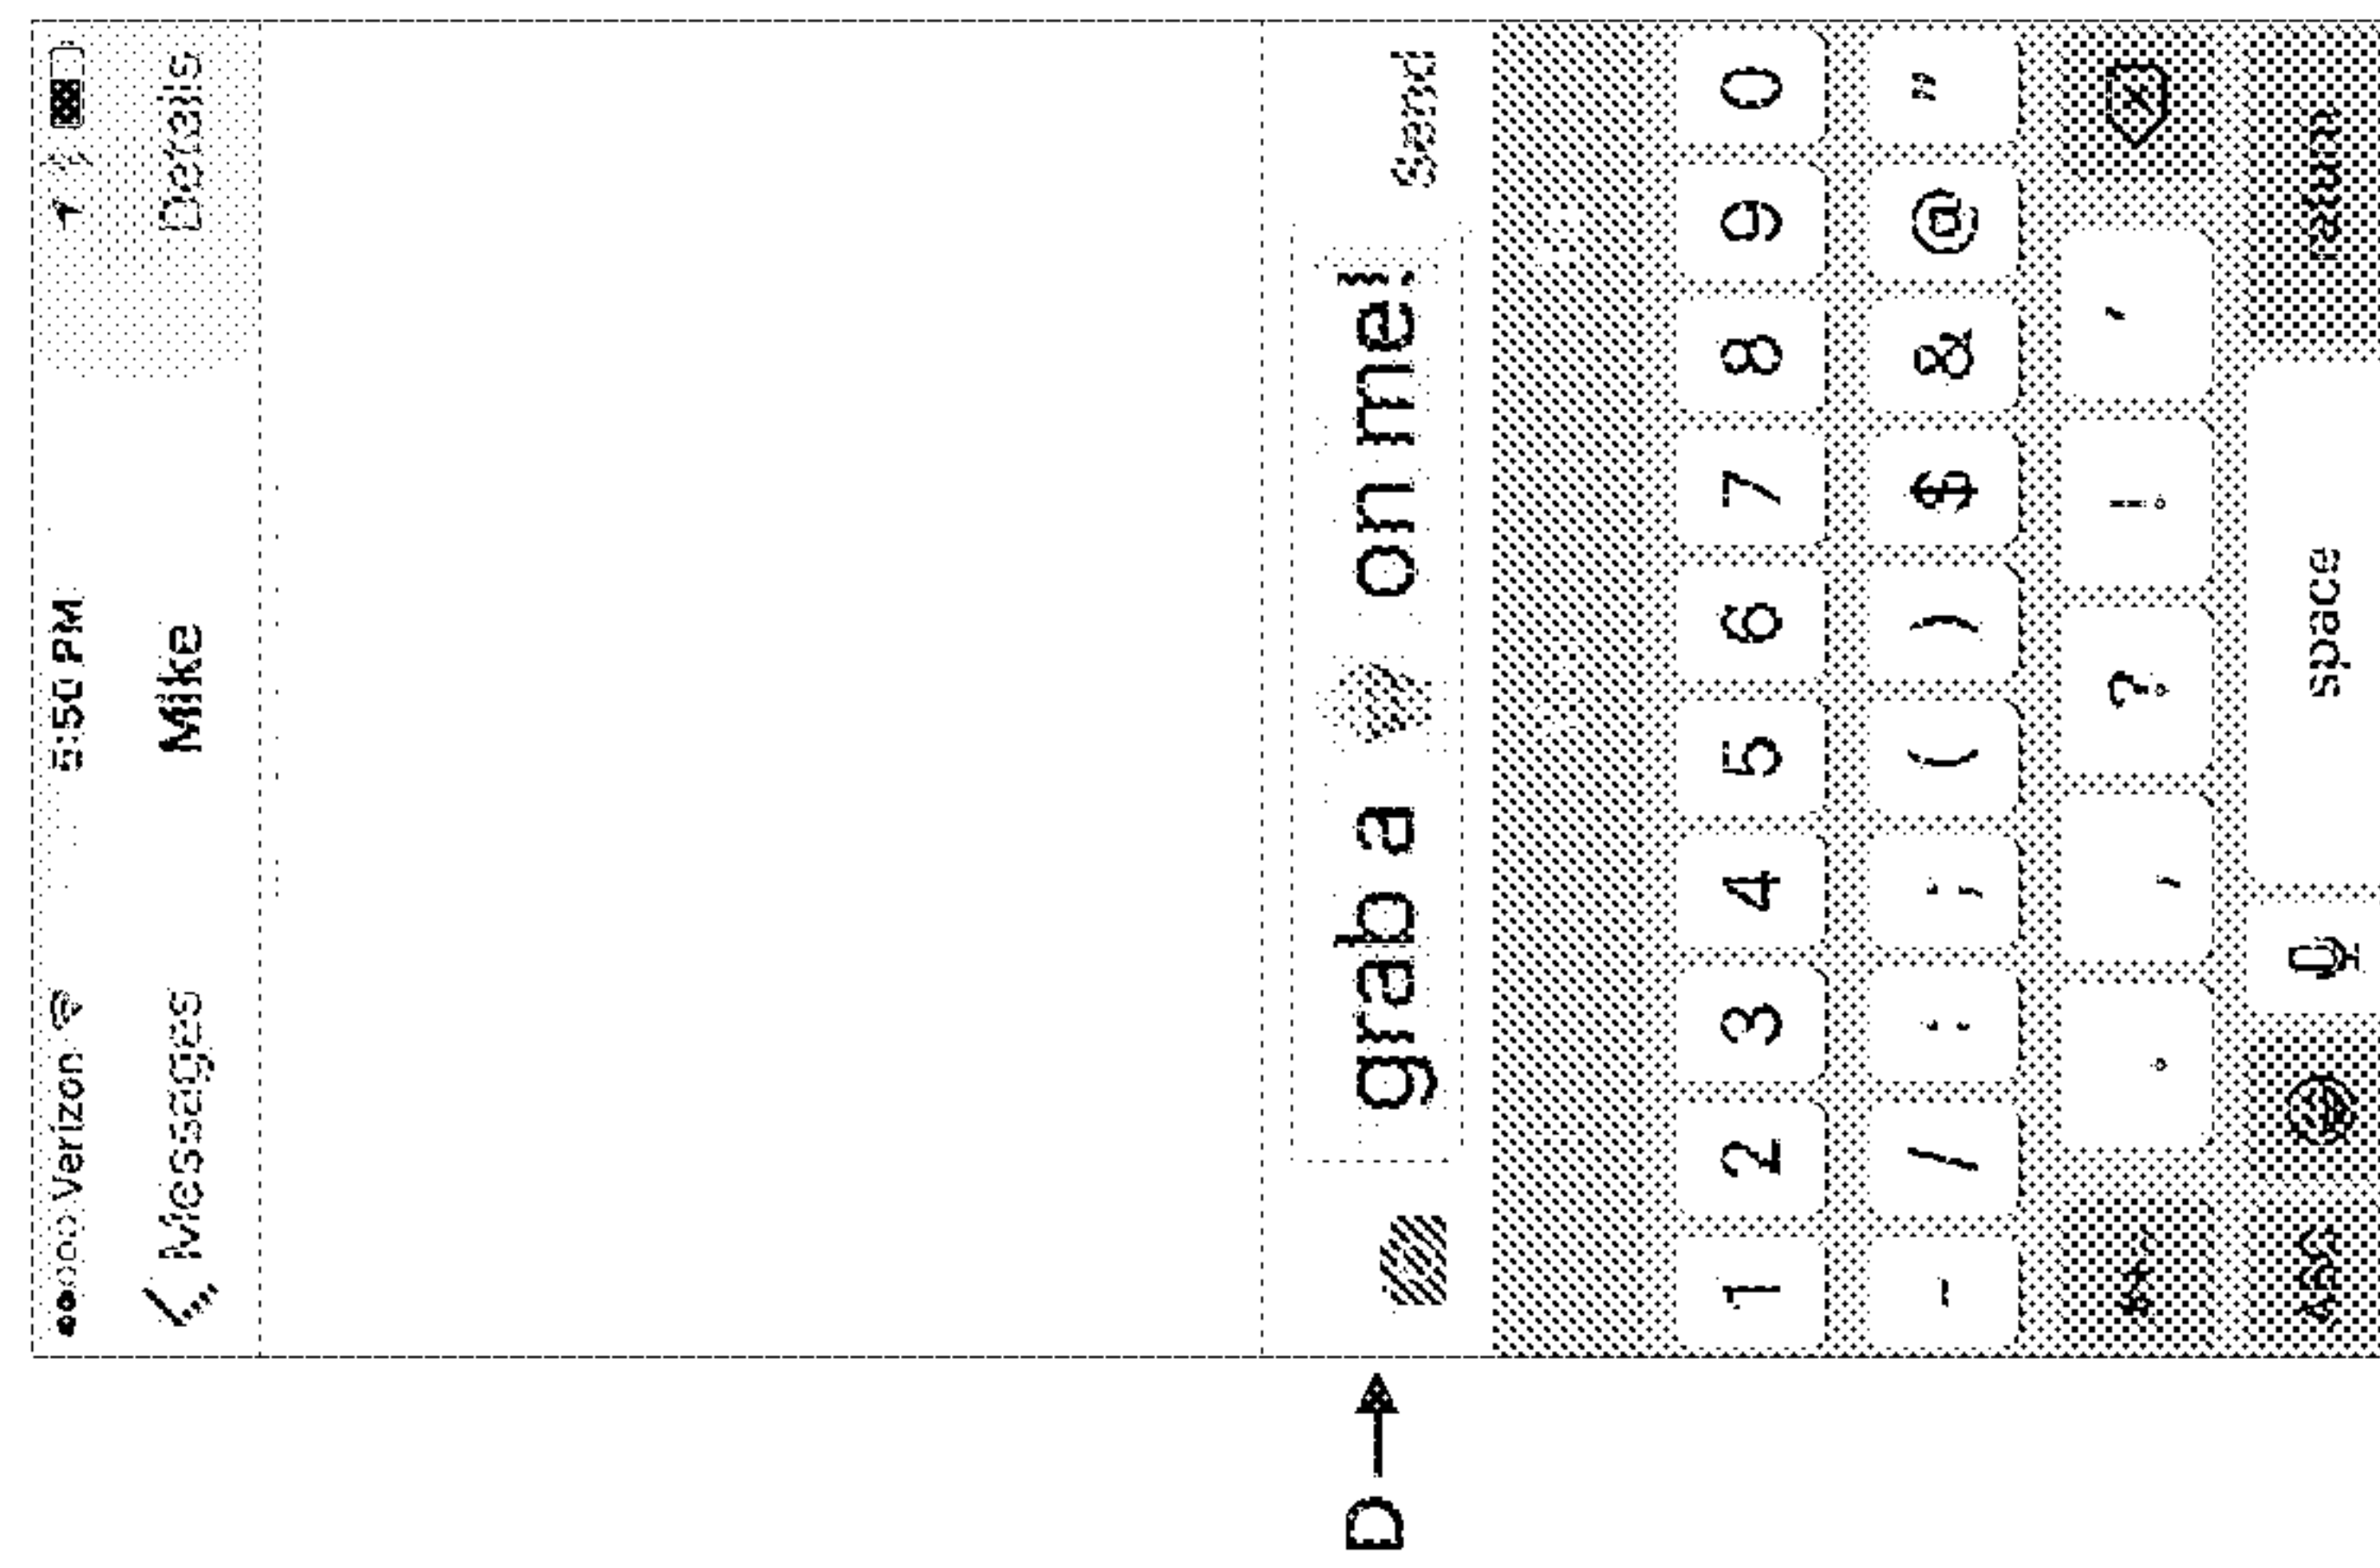 Verizon 5:50 PM
Messages Mike Details
grab a on me! Send
D
1 2 3 4 5 6 7 8 9 0
- / : ; ( ) $ & @ "
#+= . , ? ! '
ABC space return